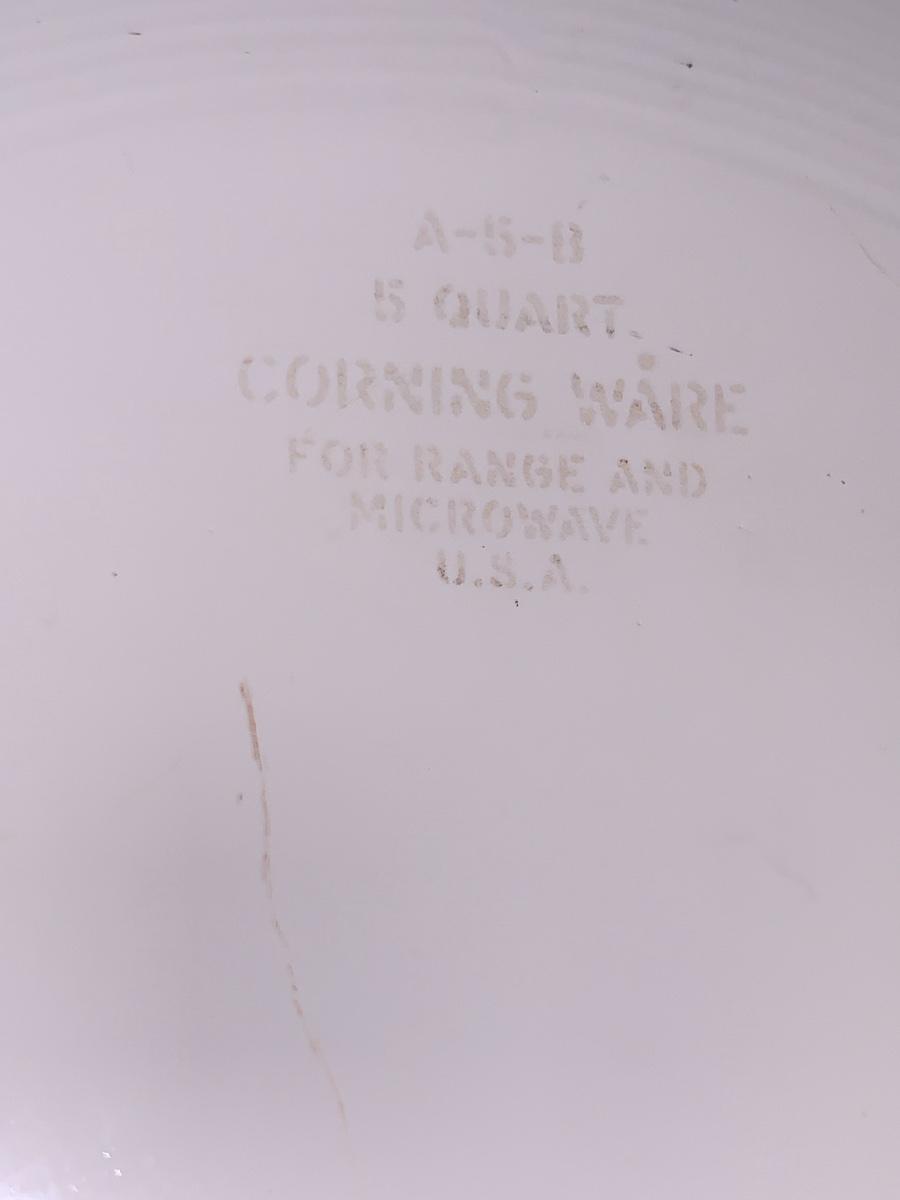 A-5-B
5 QUART.
CORNING WARE
FOR RANGE AND
MICROWAVE
U.S.A.